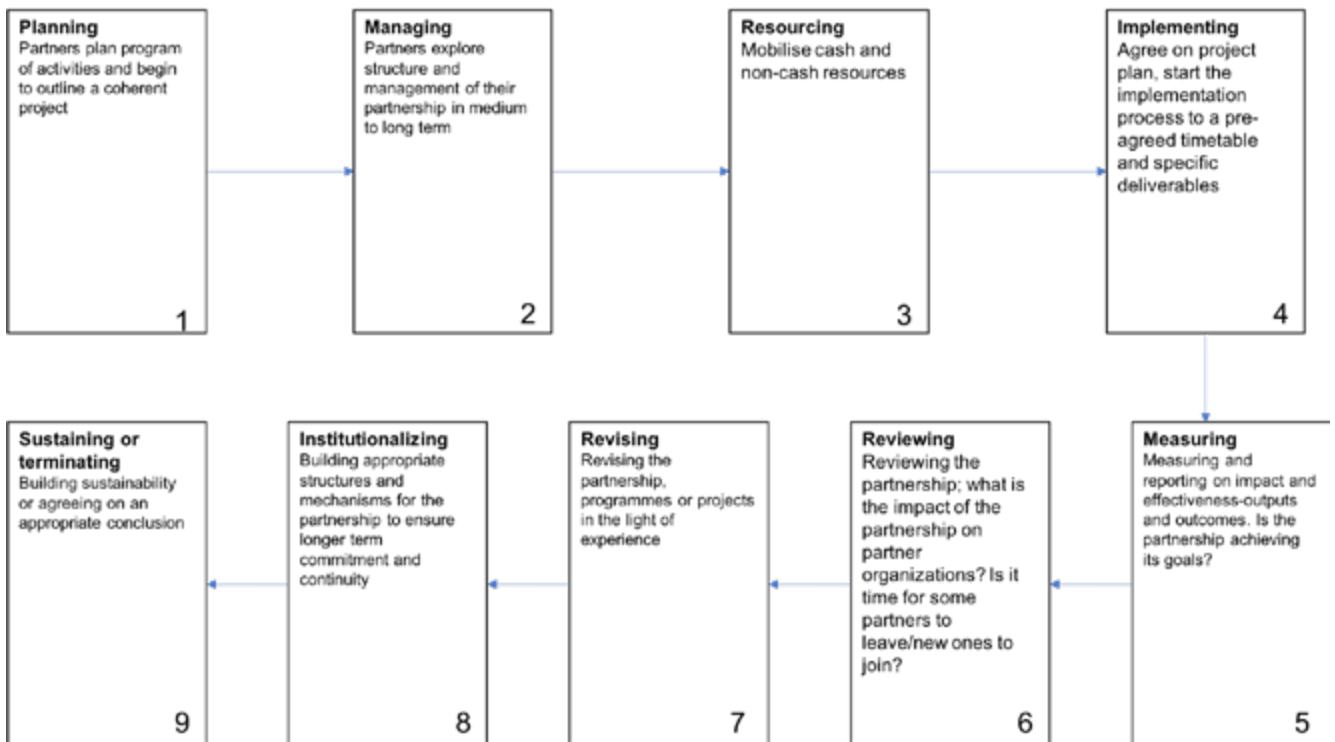 Planning
Partners plan program
of activities and begin
to outline a coherent
project
1
Managing
Partners explore
structure and
management of their
partnership in medium
to long term
2
Resourcing
Mobilise cash and
non-cash resources
3
Implementing
Agree on project
plan, start the
implementation
process to a pre-
agreed timetable
and specific
deliverables
4
Measuring
Measuring and
reporting on impact and
effectiveness-outputs
and outcomes. Is the
partnership achieving
its goals?
5
Reviewing
Reviewing the
partnership; what is
the impact of the
partnership on
partner
organizations? Is it
time for some
partners to
leave/new ones to
join?
6
Revising
Revising the
partnership,
programmes or projects
in the light of
experience
7
Institutionalizing
Building appropriate
structures and
mechanisms for the
partnership to ensure
longer term
commitment and
continuity
8
Sustaining or
terminating
Building sustainability
or agreeing on an
appropriate conclusion
9